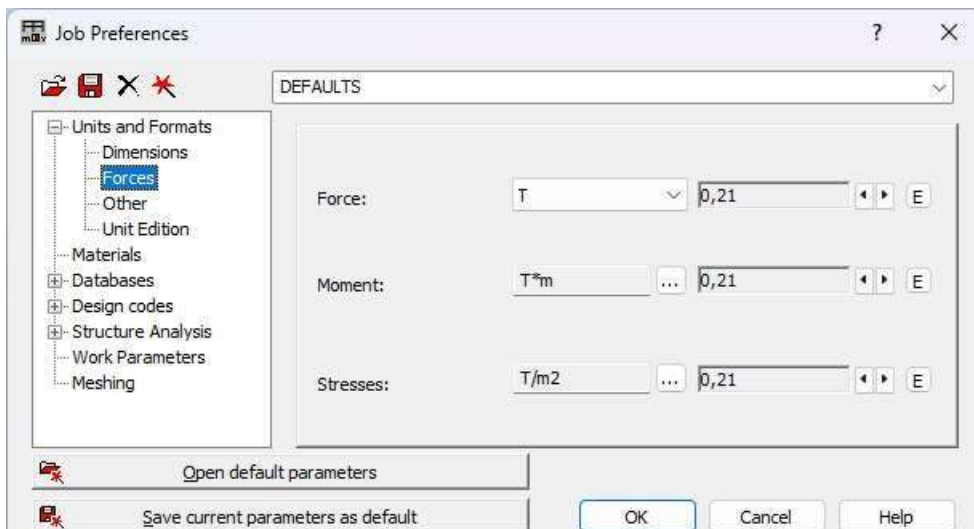 Job Preferences
DEFAULTS
Units and Formats
Dimensions
Forces
Other
Unit Edition
Materials
Databases
Design codes
Structure Analysis
Work Parameters
Meshing
Force:
T
0,21
E
Moment:
T*m
...
0,21
E
Stresses:
T/m2
...
0,21
E
Open default parameters
Save current parameters as default
OK
Cancel
Help